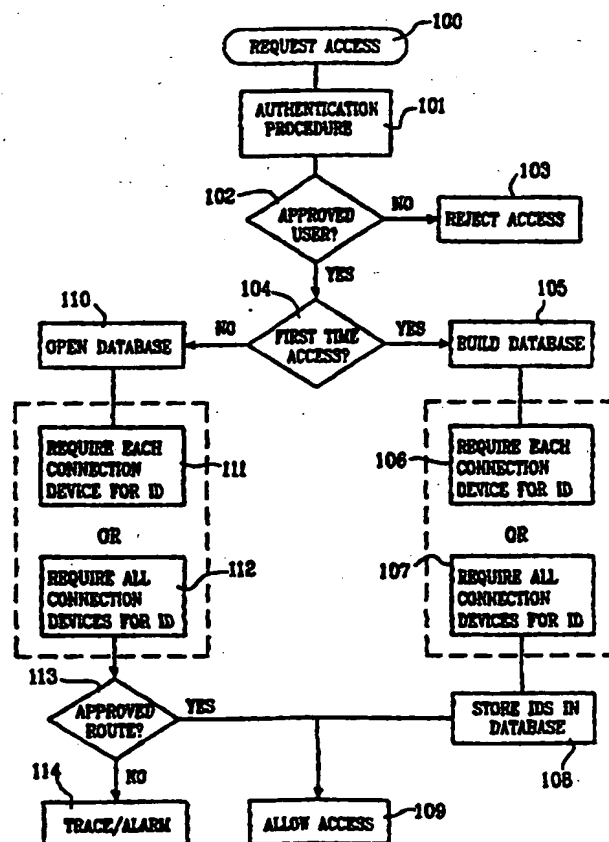 100
REQUEST ACCESS
AUTHENTICATION
PROCEDURE
101
102
APPROVED
USER?
NO
103
REJECT ACCESS
YES
104
FIRST TIME
ACCESS?
NO
YES
110
OPEN DATABASE
105
BUILD DATABASE
REQUIRE EACH
CONNECTION
DEVICE FOR ID
111
OR
REQUIRE ALL
CONNECTION
DEVICES FOR ID
112
106
REQUIRE EACH
CONNECTION
DEVICE FOR ID
OR
107
REQUIRE ALL
CONNECTION
DEVICES FOR ID
113
APPROVED
ROUTE?
YES
NO
STORE IDS IN
DATABASE
108
114
TRACE/ALARM
ALLOW ACCESS
109